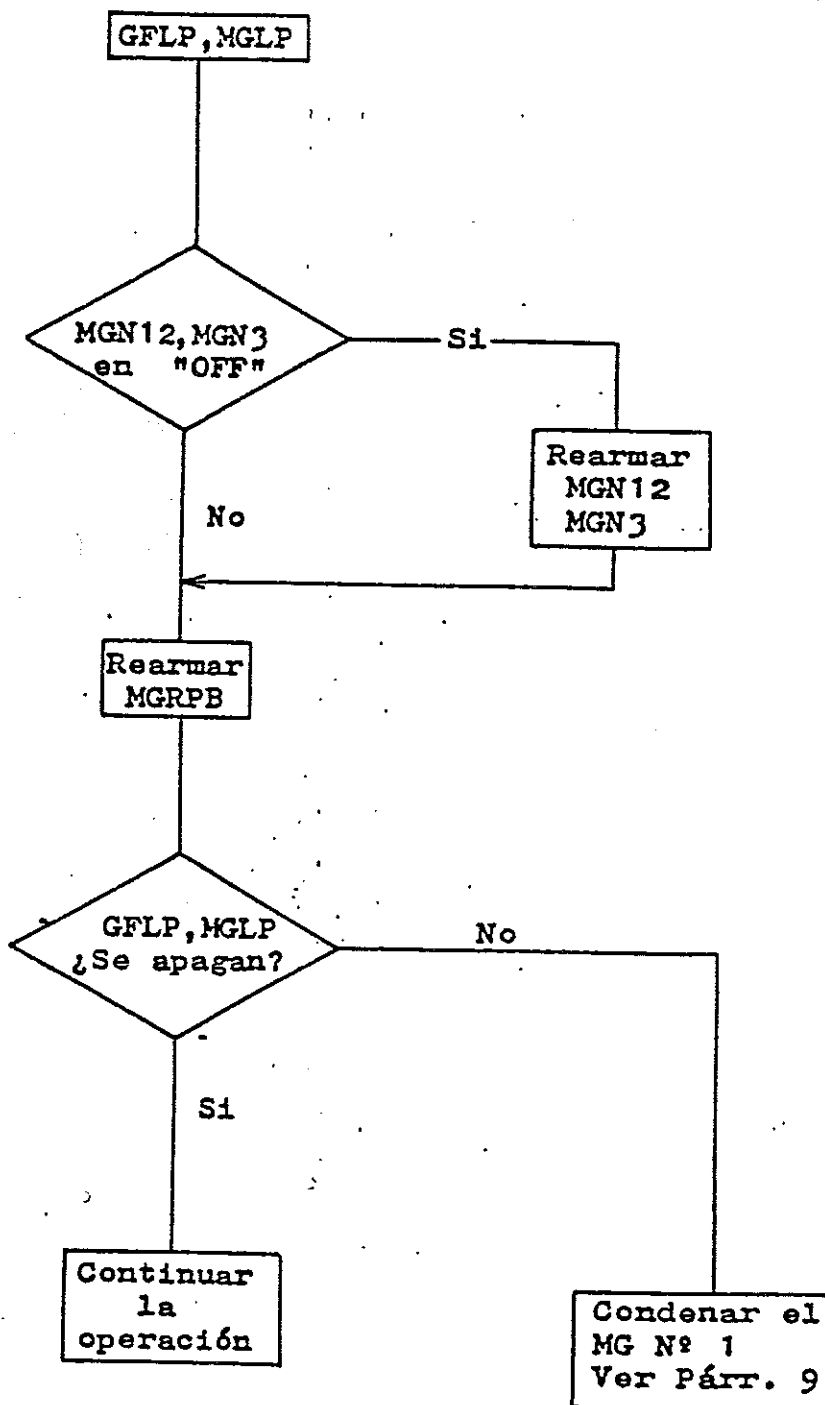 GFLP,MGLP
MGN12,MGN3
en "OFF"
Si
Rearmar
MGN12
MGN3
No
Rearmar
MGRPB
GFLP,MGLP
¿Se apagan?
No
Si
Continuar
la
operación
Condenar el
MG Nº 1
Ver Párr. 9